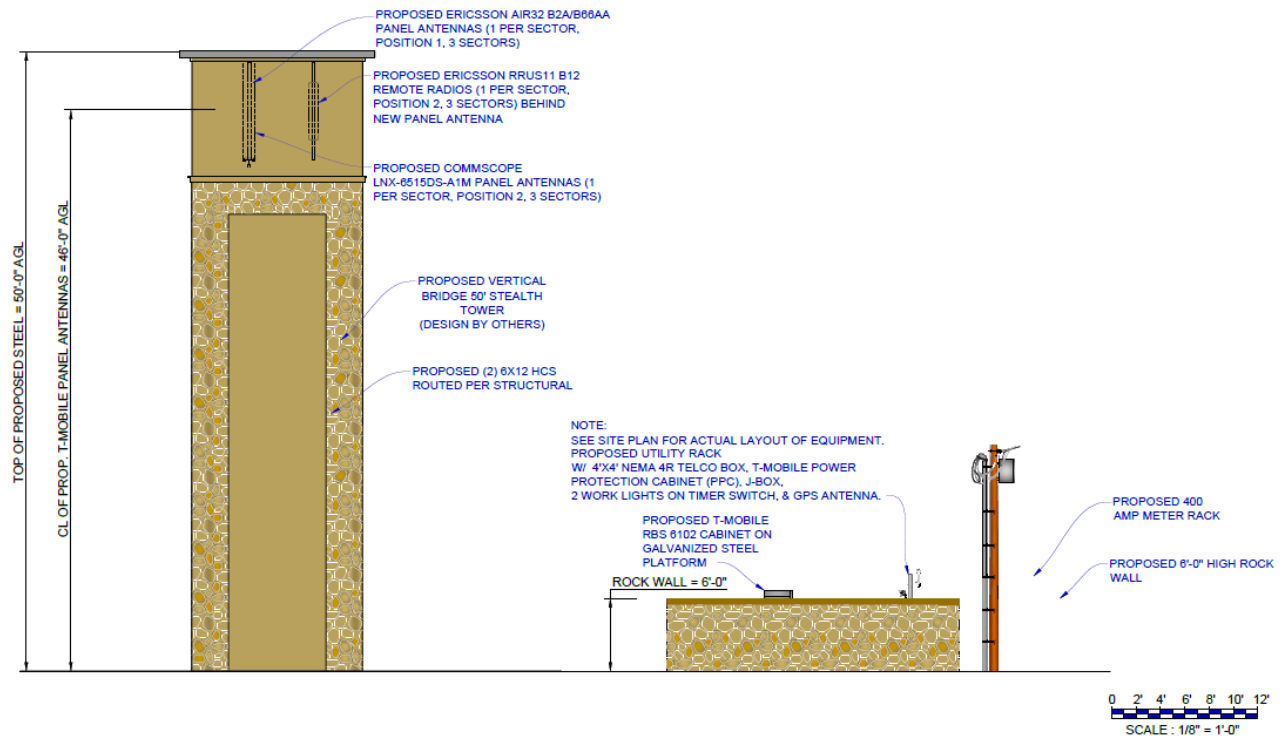 PROPOSED ERICSSON AIR32 B2A/B66AA
PANEL ANTENNAS (1 PER SECTOR,
POSITION 1, 3 SECTORS)
PROPOSED ERICSSON RRUS11 B12
REMOTE RADIOS (1 PER SECTOR,
POSITION 2, 3 SECTORS) BEHIND
NEW PANEL ANTENNA
PROPOSED COMMSCOPE
LNX-6515DS-A1M PANEL ANTENNAS (1
PER SECTOR, POSITION 2, 3 SECTORS)
TOP OF PROPOSED STEEL = 50'-0" AGL
CL OF PROP. T-MOBILE PANEL ANTENNAS = 46'-0" AGL
PROPOSED VERTICAL
BRIDGE 50' STEALTH
TOWER
(DESIGN BY OTHERS)
PROPOSED (2) 6X12 HCS
ROUTED PER STRUCTURAL
NOTE:
SEE SITE PLAN FOR ACTUAL LAYOUT OF EQUIPMENT.
PROPOSED UTILITY RACK
W/ 4'X4' NEMA 4R TELCO BOX, T-MOBILE POWER
PROTECTION CABINET (PPC), J-BOX,
2 WORK LIGHTS ON TIMER SWITCH, & GPS ANTENNA.
PROPOSED T-MOBILE
RBS 6102 CABINET ON
GALVANIZED STEEL
PLATFORM
ROCK WALL = 6'-0"
PROPOSED 400
AMP METER RACK
PROPOSED 6'-0" HIGH ROCK
WALL
0 2' 4' 6' 8' 10' 12'
SCALE : 1/8" = 1'-0"